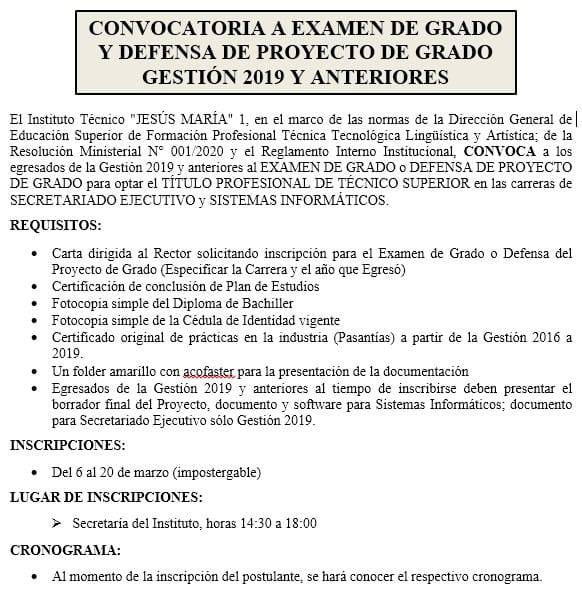 CONVOCATORIA A EXAMEN DE GRADO
Y DEFENSA DE PROYECTO DE GRADO
GESTIÓN 2019 Y ANTERIORES
El Instituto Técnico "JESÚS MARÍA" 1, en el marco de las normas de la Dirección General de
Educación Superior de Formación Profesional Técnica Tecnológica Lingüística y Artística; de la
Resolución Ministerial N° 001/2020 y el Reglamento Interno Institucional, CONVOCA a los
egresados de la Gestión 2019 y anteriores al EXAMEN DE GRADO o DEFENSA DE PROYECTO
DE GRADO para optar el TÍTULO PROFESIONAL DE TÉCNICO SUPERIOR en las carreras de
SECRETARIADO EJECUTIVO y SISTEMAS INFORMÁTICOS.
REQUISITOS:
• Carta dirigida al Rector solicitando inscripción para el Examen de Grado o Defensa del
Proyecto de Grado (Especificar la Carrera y el año que Egresó)
• Certificación de conclusión de Plan de Estudios
• Fotocopia simple del Diploma de Bachiller
• Fotocopia simple de la Cédula de Identidad vigente
• Certificado original de prácticas en la industria (Pasantías) a partir de la Gestión 2016 a
2019.
• Un folder amarillo con acofaster para la presentación de la documentación
• Egresados de la Gestión 2019 y anteriores al tiempo de inscribirse deben presentar el
borrador final del Proyecto, documento y software para Sistemas Informáticos; documento
para Secretariado Ejecutivo sólo Gestión 2019.
INSCRIPCIONES:
• Del 6 al 20 de marzo (impostergable)
LUGAR DE INSCRIPCIONES:
➤ Secretaría del Instituto, horas 14:30 a 18:00
CRONOGRAMA:
• Al momento de la inscripción del postulante, se hará conocer el respectivo cronograma.